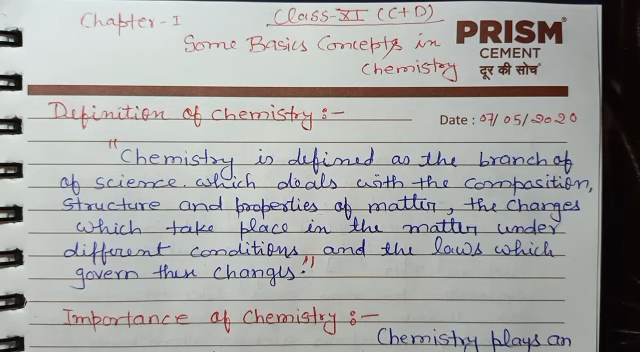 Class-XI (C+D)
Chapter-I
Some Basics Concepts in
Chemistry
PRISM
CEMENT
दूर की सोच
Definition of chemistry :-
Date : 07/05/2020
"Chemistry is defined as the branch of
of science which deals with the composition,
structure and properties of matter, the changes
which take place in the matter under
different conditions and the laws which
govern these changes."
Importance of Chemistry :-
Chemistry plays an